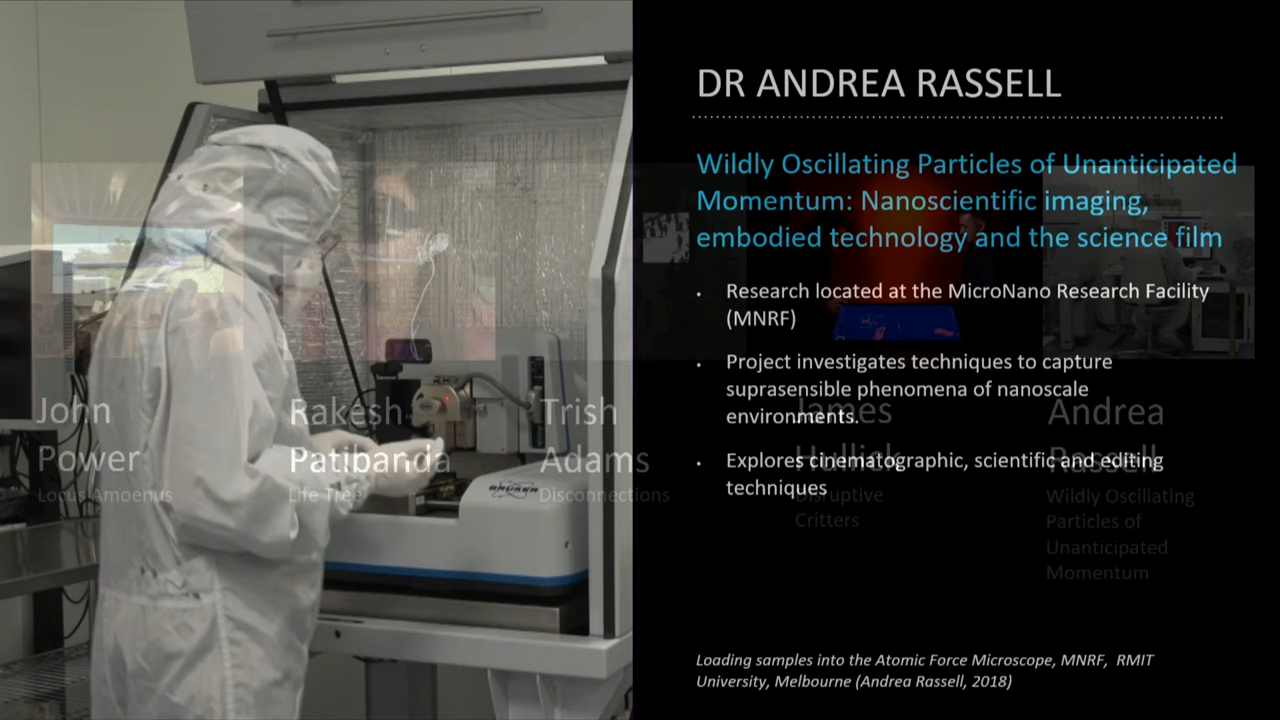 DR ANDREA RASSELL
Wildly Oscillating Particles of Unanticipated
Momentum: Nanoscientific imaging,
embodied technology and the science film
• Research located at the MicroNano Research Facility
(MNRF)
• Project investigates techniques to capture
suprasensible phenomena of nanoscale
environments.
• Explores cinematographic, scientific and editing
techniques
Loading samples into the Atomic Force Microscope, MNRF, RMIT
University, Melbourne (Andrea Rassell, 2018)
John
Power
Locus Amoenus
Rakesh
Patibanda
Life Tree
Trish
Adams
Disconnections
James
Hullick
Disruptive
Critters
Andrea
Rassell
Wildly Oscillating
Particles of
Unanticipated
Momentum
BRUKER